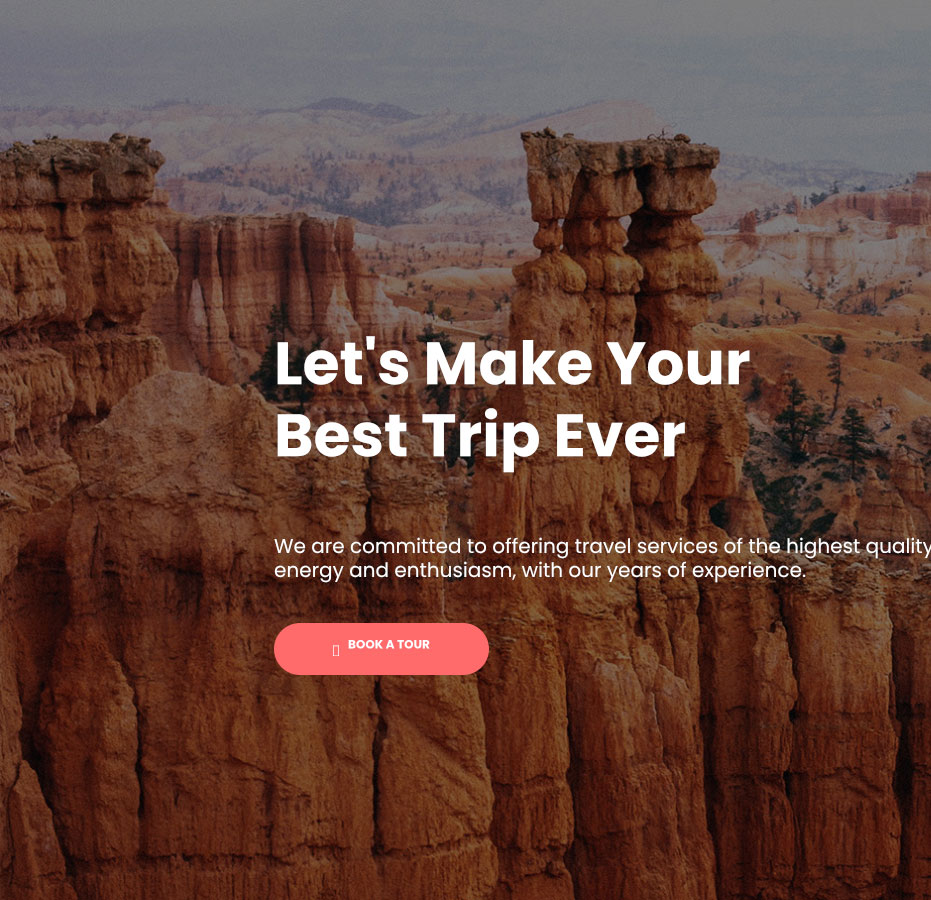 Let's Make Your
Best Trip Ever
We are committed to offering travel services of the highest quality
energy and enthusiasm, with our years of experience.
BOOK A TOUR